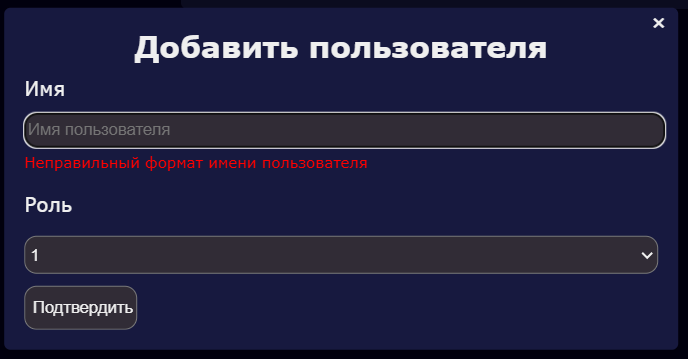 ×
Добавить пользователя
Имя
Имя пользователя
Неправильный формат имени пользователя
Роль
1
Подтвердить